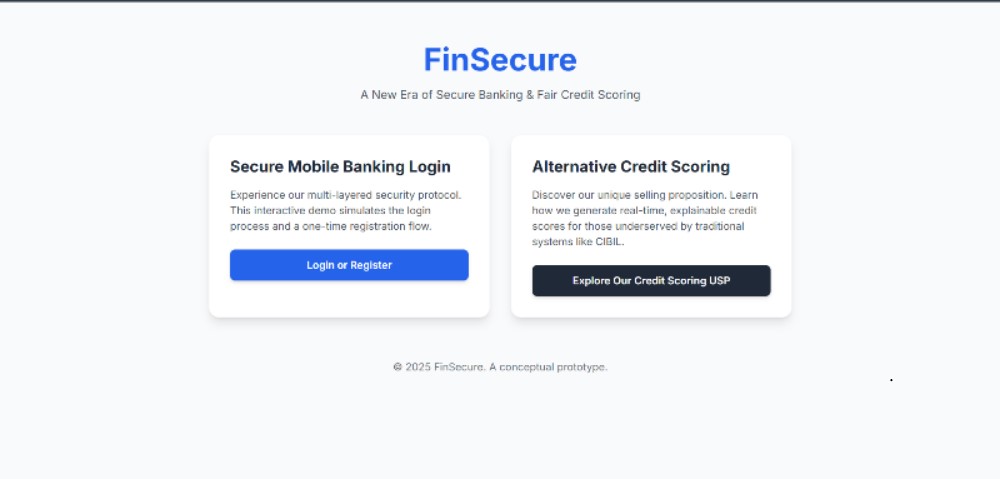 FinSecure
A New Era of Secure Banking & Fair Credit Scoring
Secure Mobile Banking Login
Experience our multi-layered security protocol.
This interactive demo simulates the login
process and a one-time registration flow.
Login or Register
Alternative Credit Scoring
Discover our unique selling proposition. Learn
how we generate real-time, explainable credit
scores for those underserved by traditional
systems like CIBIL.
Explore Our Credit Scoring USP
© 2025 FinSecure. A conceptual prototype.